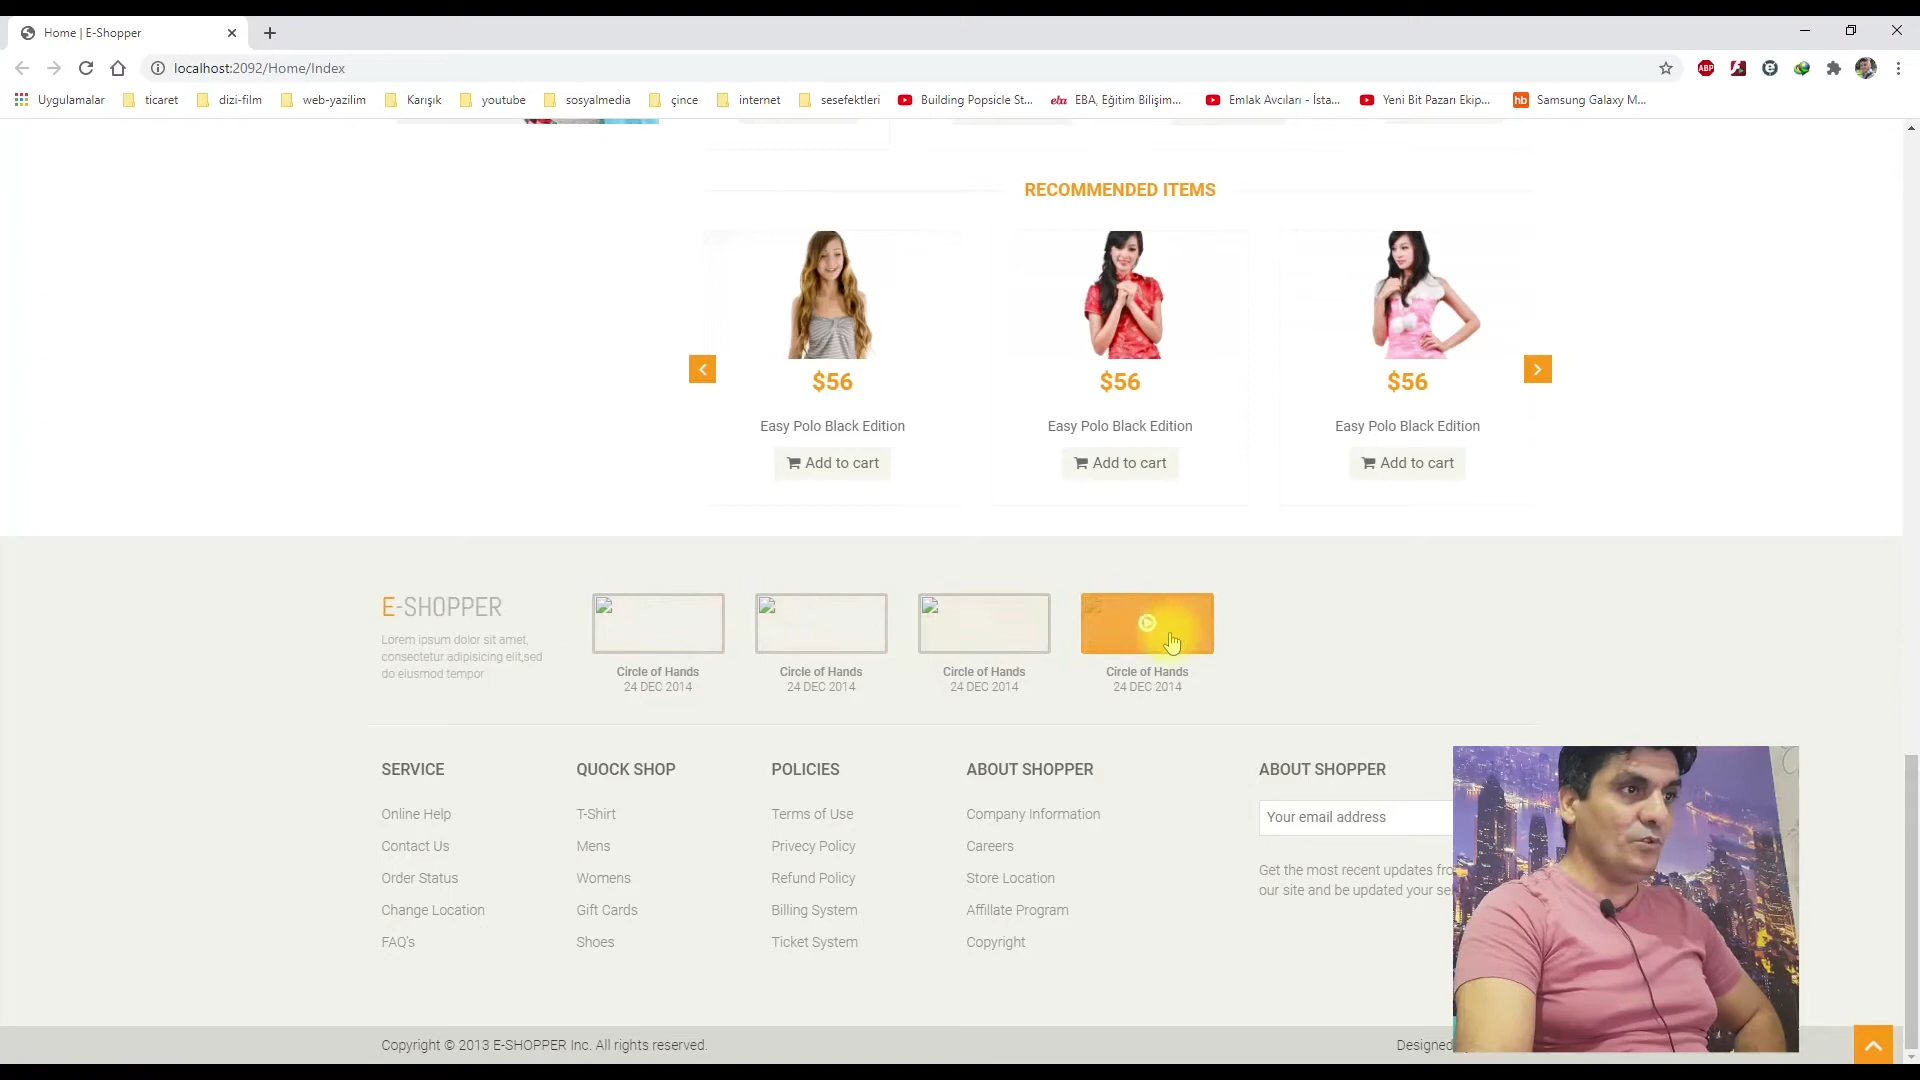 Home | E-Shopper
localhost:2092/Home/Index
ABP
Uygulamalar
ticaret
dizi-film
web-yazilim
Karışık
youtube
sosyalmedia
çince
internet
sesefektleri
Building Popsicle St...
eba
EBA, Eğitim Bilişim...
Emlak Avcıları - İsta...
Yeni Bit Pazarı Ekip...
hb
Samsung Galaxy M...
RECOMMENDED ITEMS
$56
$56
$56
Easy Polo Black Edition
Easy Polo Black Edition
Easy Polo Black Edition
Add to cart
Add to cart
Add to cart
E-SHOPPER
Lorem ipsum dolor sit amet,
consectetur adipisicing elit,sed
do eiusmod tempor
Circle of Hands
24 DEC 2014
Circle of Hands
24 DEC 2014
Circle of Hands
24 DEC 2014
Circle of Hands
24 DEC 2014
SERVICE
Online Help
Contact Us
Order Status
Change Location
FAQ's
QUOCK SHOP
T-Shirt
Mens
Womens
Gift Cards
Shoes
POLICIES
Terms of Use
Privecy Policy
Refund Policy
Billing System
Ticket System
ABOUT SHOPPER
Company Information
Careers
Store Location
Affillate Program
Copyright
ABOUT SHOPPER
Your email address
Get the most recent updates fro
our site and be updated your sel
Copyright © 2013 E-SHOPPER Inc. All rights reserved.
Designed